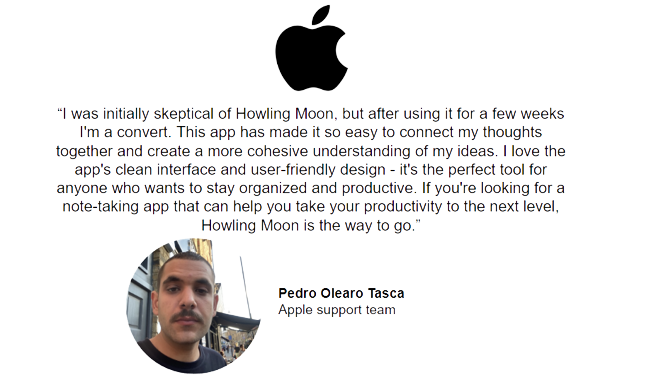 “I was initially skeptical of Howling Moon, but after using it for a few weeks
I'm a convert. This app has made it so easy to connect my thoughts
together and create a more cohesive understanding of my ideas. I love the
app's clean interface and user-friendly design - it's the perfect tool for
anyone who wants to stay organized and productive. If you're looking for a
note-taking app that can help you take your productivity to the next level,
Howling Moon is the way to go.”
Pedro Olearo Tasca
Apple support team